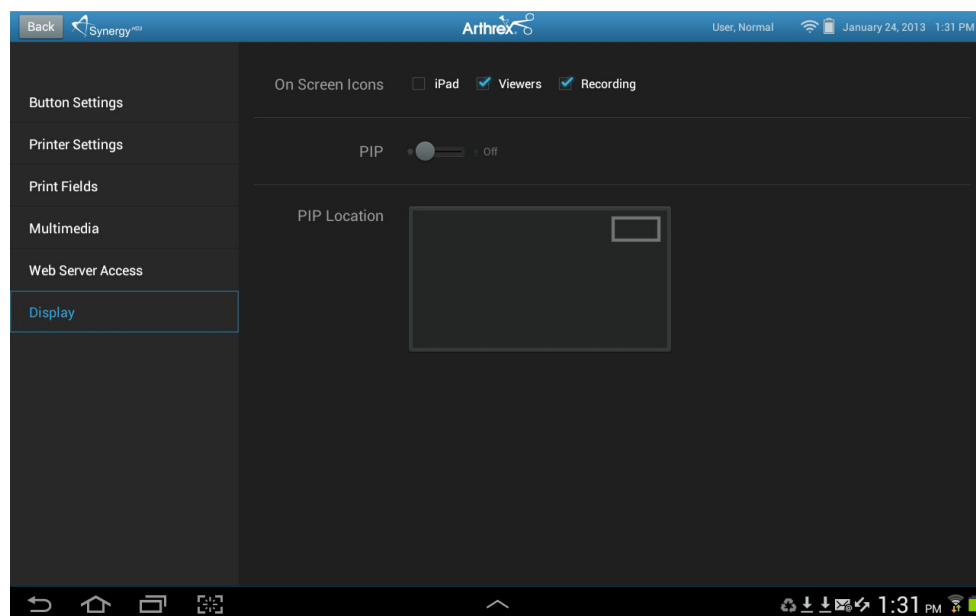 Back Synergy HD3 Arthrex User, Normal January 24, 2013 1:31 PM
On Screen Icons iPad Viewers Recording
Button Settings
Printer Settings
PIP Off
Print Fields
PIP Location
Multimedia
Web Server Access
Display
1:31 PM